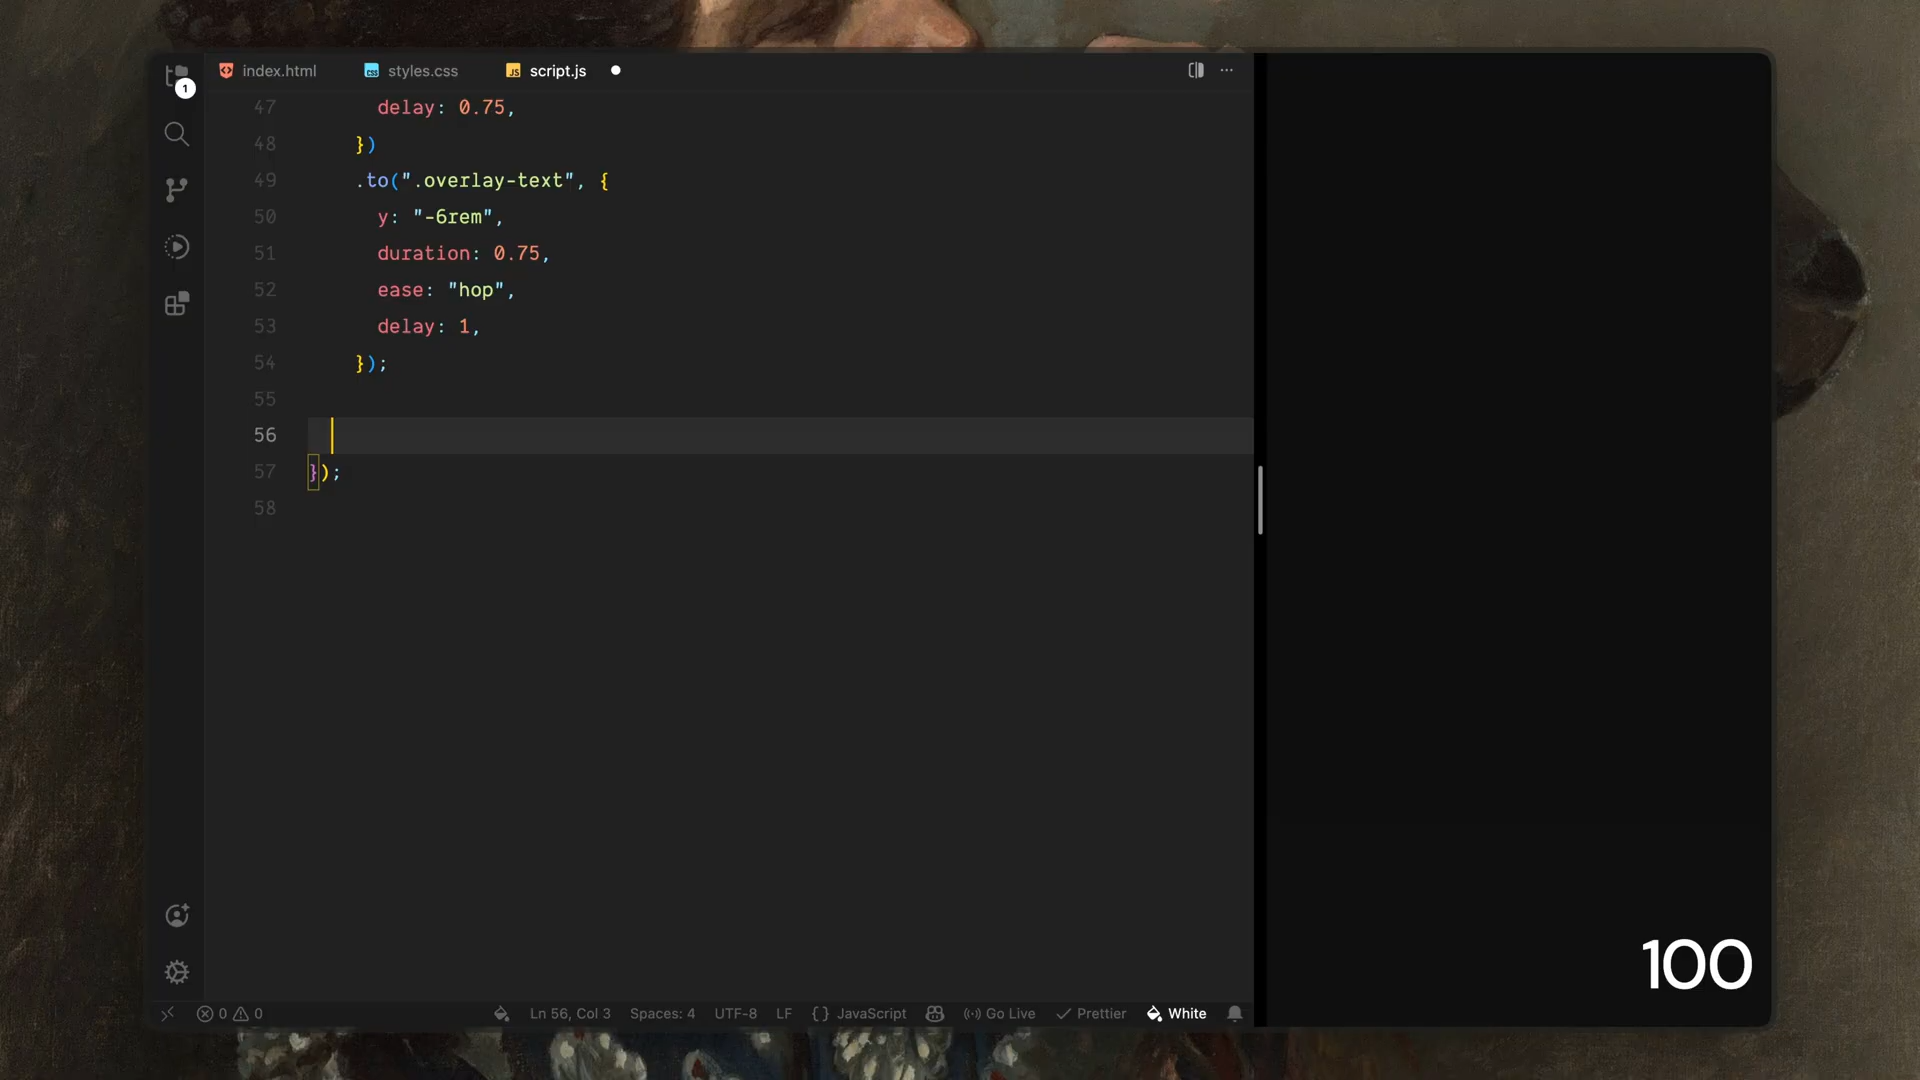 1
index.html
styles.css
script.js
47 delay: 0.75,
48 })
49 .to(".overlay-text", {
50 y: "-6rem",
51 duration: 0.75,
52 ease: "hop",
53 delay: 1,
54 });
55
56
57 });
58
100
0 0
Ln 56, Col 3
Spaces: 4
UTF-8
LF
{} JavaScript
Go Live
Prettier
White